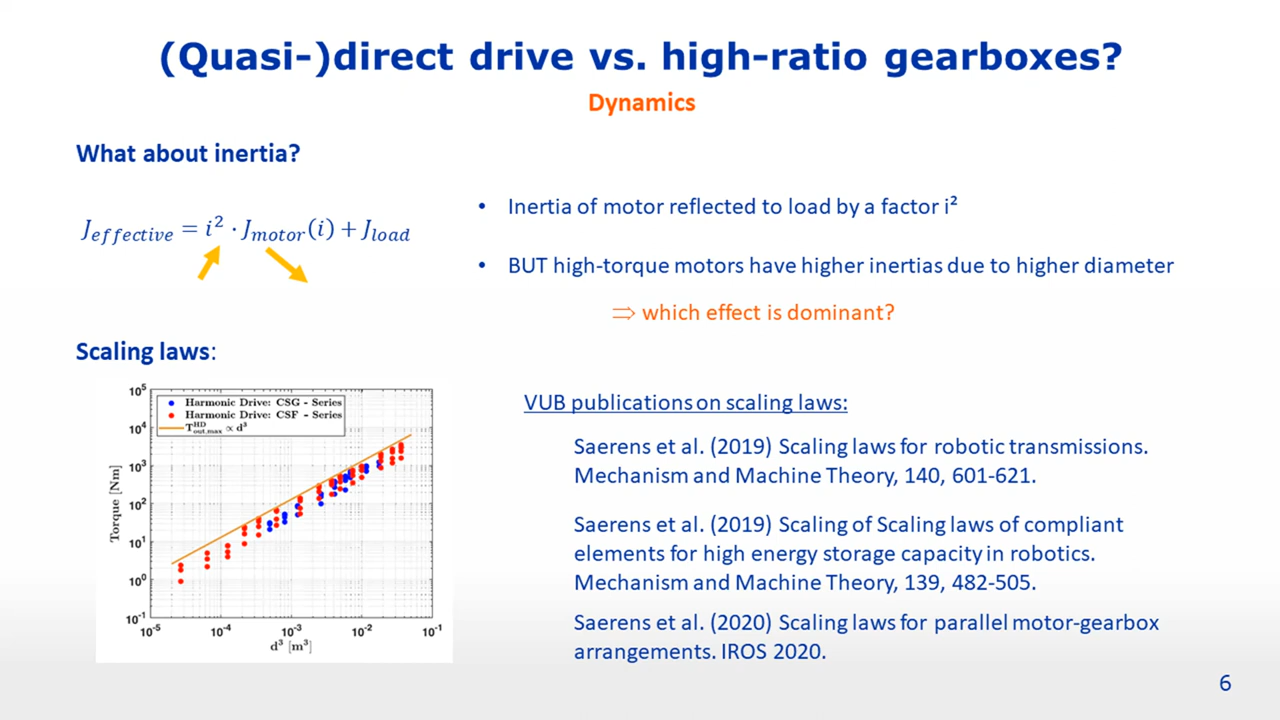 (Quasi-)direct drive vs. high-ratio gearboxes?
Dynamics
What about inertia?
J_effective = i² · J_motor(i) + J_load
• Inertia of motor reflected to load by a factor i²
• BUT high-torque motors have higher inertias due to higher diameter
⇒ which effect is dominant?
Scaling laws:
Harmonic Drive: CSG - Series
Harmonic Drive: CSF - Series
T^HD_out,max ∝ d³
Torque [Nm]
10⁵
10⁴
10³
10²
10¹
10⁰
10⁻¹
10⁻⁵ 10⁻⁴ 10⁻³ 10⁻² 10⁻¹
d³ [m³]
VUB publications on scaling laws:
Saerens et al. (2019) Scaling laws for robotic transmissions.
Mechanism and Machine Theory, 140, 601-621.
Saerens et al. (2019) Scaling of Scaling laws of compliant
elements for high energy storage capacity in robotics.
Mechanism and Machine Theory, 139, 482-505.
Saerens et al. (2020) Scaling laws for parallel motor-gearbox
arrangements. IROS 2020.
6